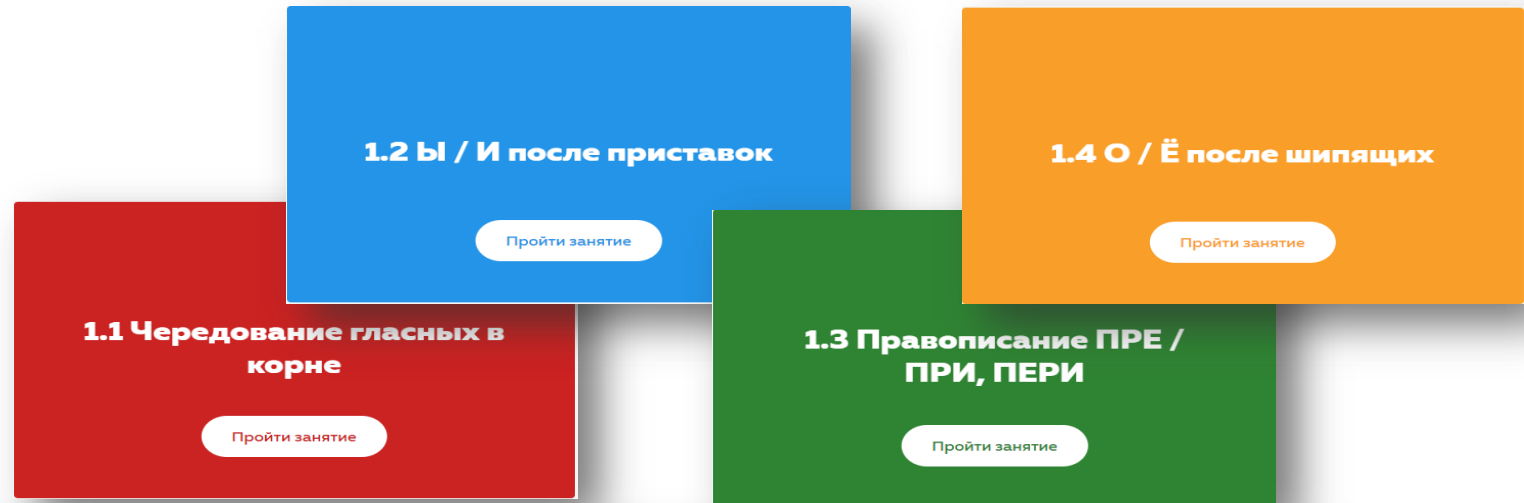 1.1 Чередование гласных в
корне
Пройти занятие
1.2 Ы / И после приставок
Пройти занятие
1.3 Правописание ПРЕ /
ПРИ, ПЕРИ
Пройти занятие
1.4 О / Ё после шипящих
Пройти занятие